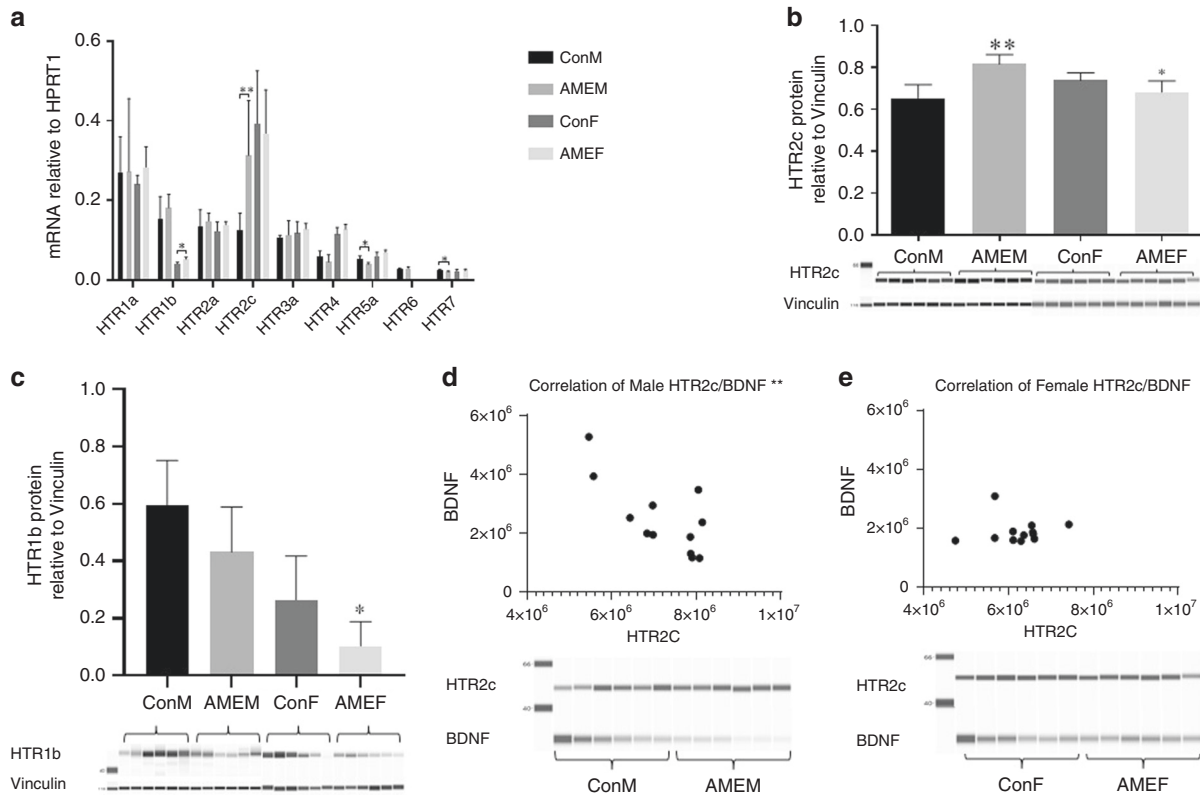 a
mRNA relative to HPRT1
0.6
0.4
0.2
0.0
**
*
*
*
HTR1a
HTR1b
HTR2a
HTR2c
HTR3a
HTR4
HTR5a
HTR6
HTR7
ConM
AMEM
ConF
AMEF
b
HTR2c protein
relative to Vinculin
1.0
0.8
0.6
0.4
0.2
0.0
**
*
ConM AMEM ConF AMEF
HTR2c
Vinculin
c
HTR1b protein
relative to Vinculin
1.0
0.8
0.6
0.4
0.2
0.0
*
ConM AMEM ConF AMEF
HTR1b
Vinculin
d
Correlation of Male HTR2c/BDNF **
BDNF
6×10⁶
4×10⁶
2×10⁶
0
4×10⁶ 6×10⁶ 8×10⁶ 1×10⁷
HTR2C
66
HTR2c
40
BDNF
ConM AMEM
e
Correlation of Female HTR2c/BDNF
BDNF
6×10⁶
4×10⁶
2×10⁶
0
4×10⁶ 6×10⁶ 8×10⁶ 1×10⁷
HTR2C
66
HTR2c
40
BDNF
ConF AMEF